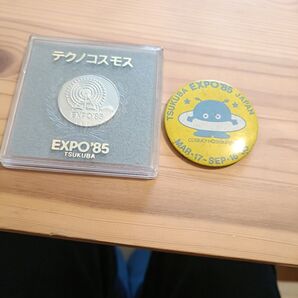 テクノコスモス
EXPO'85
EXPO'85
TSUKUBA
TSUKUBA EXPO'85 JAPAN
MAR·17-SEP·16